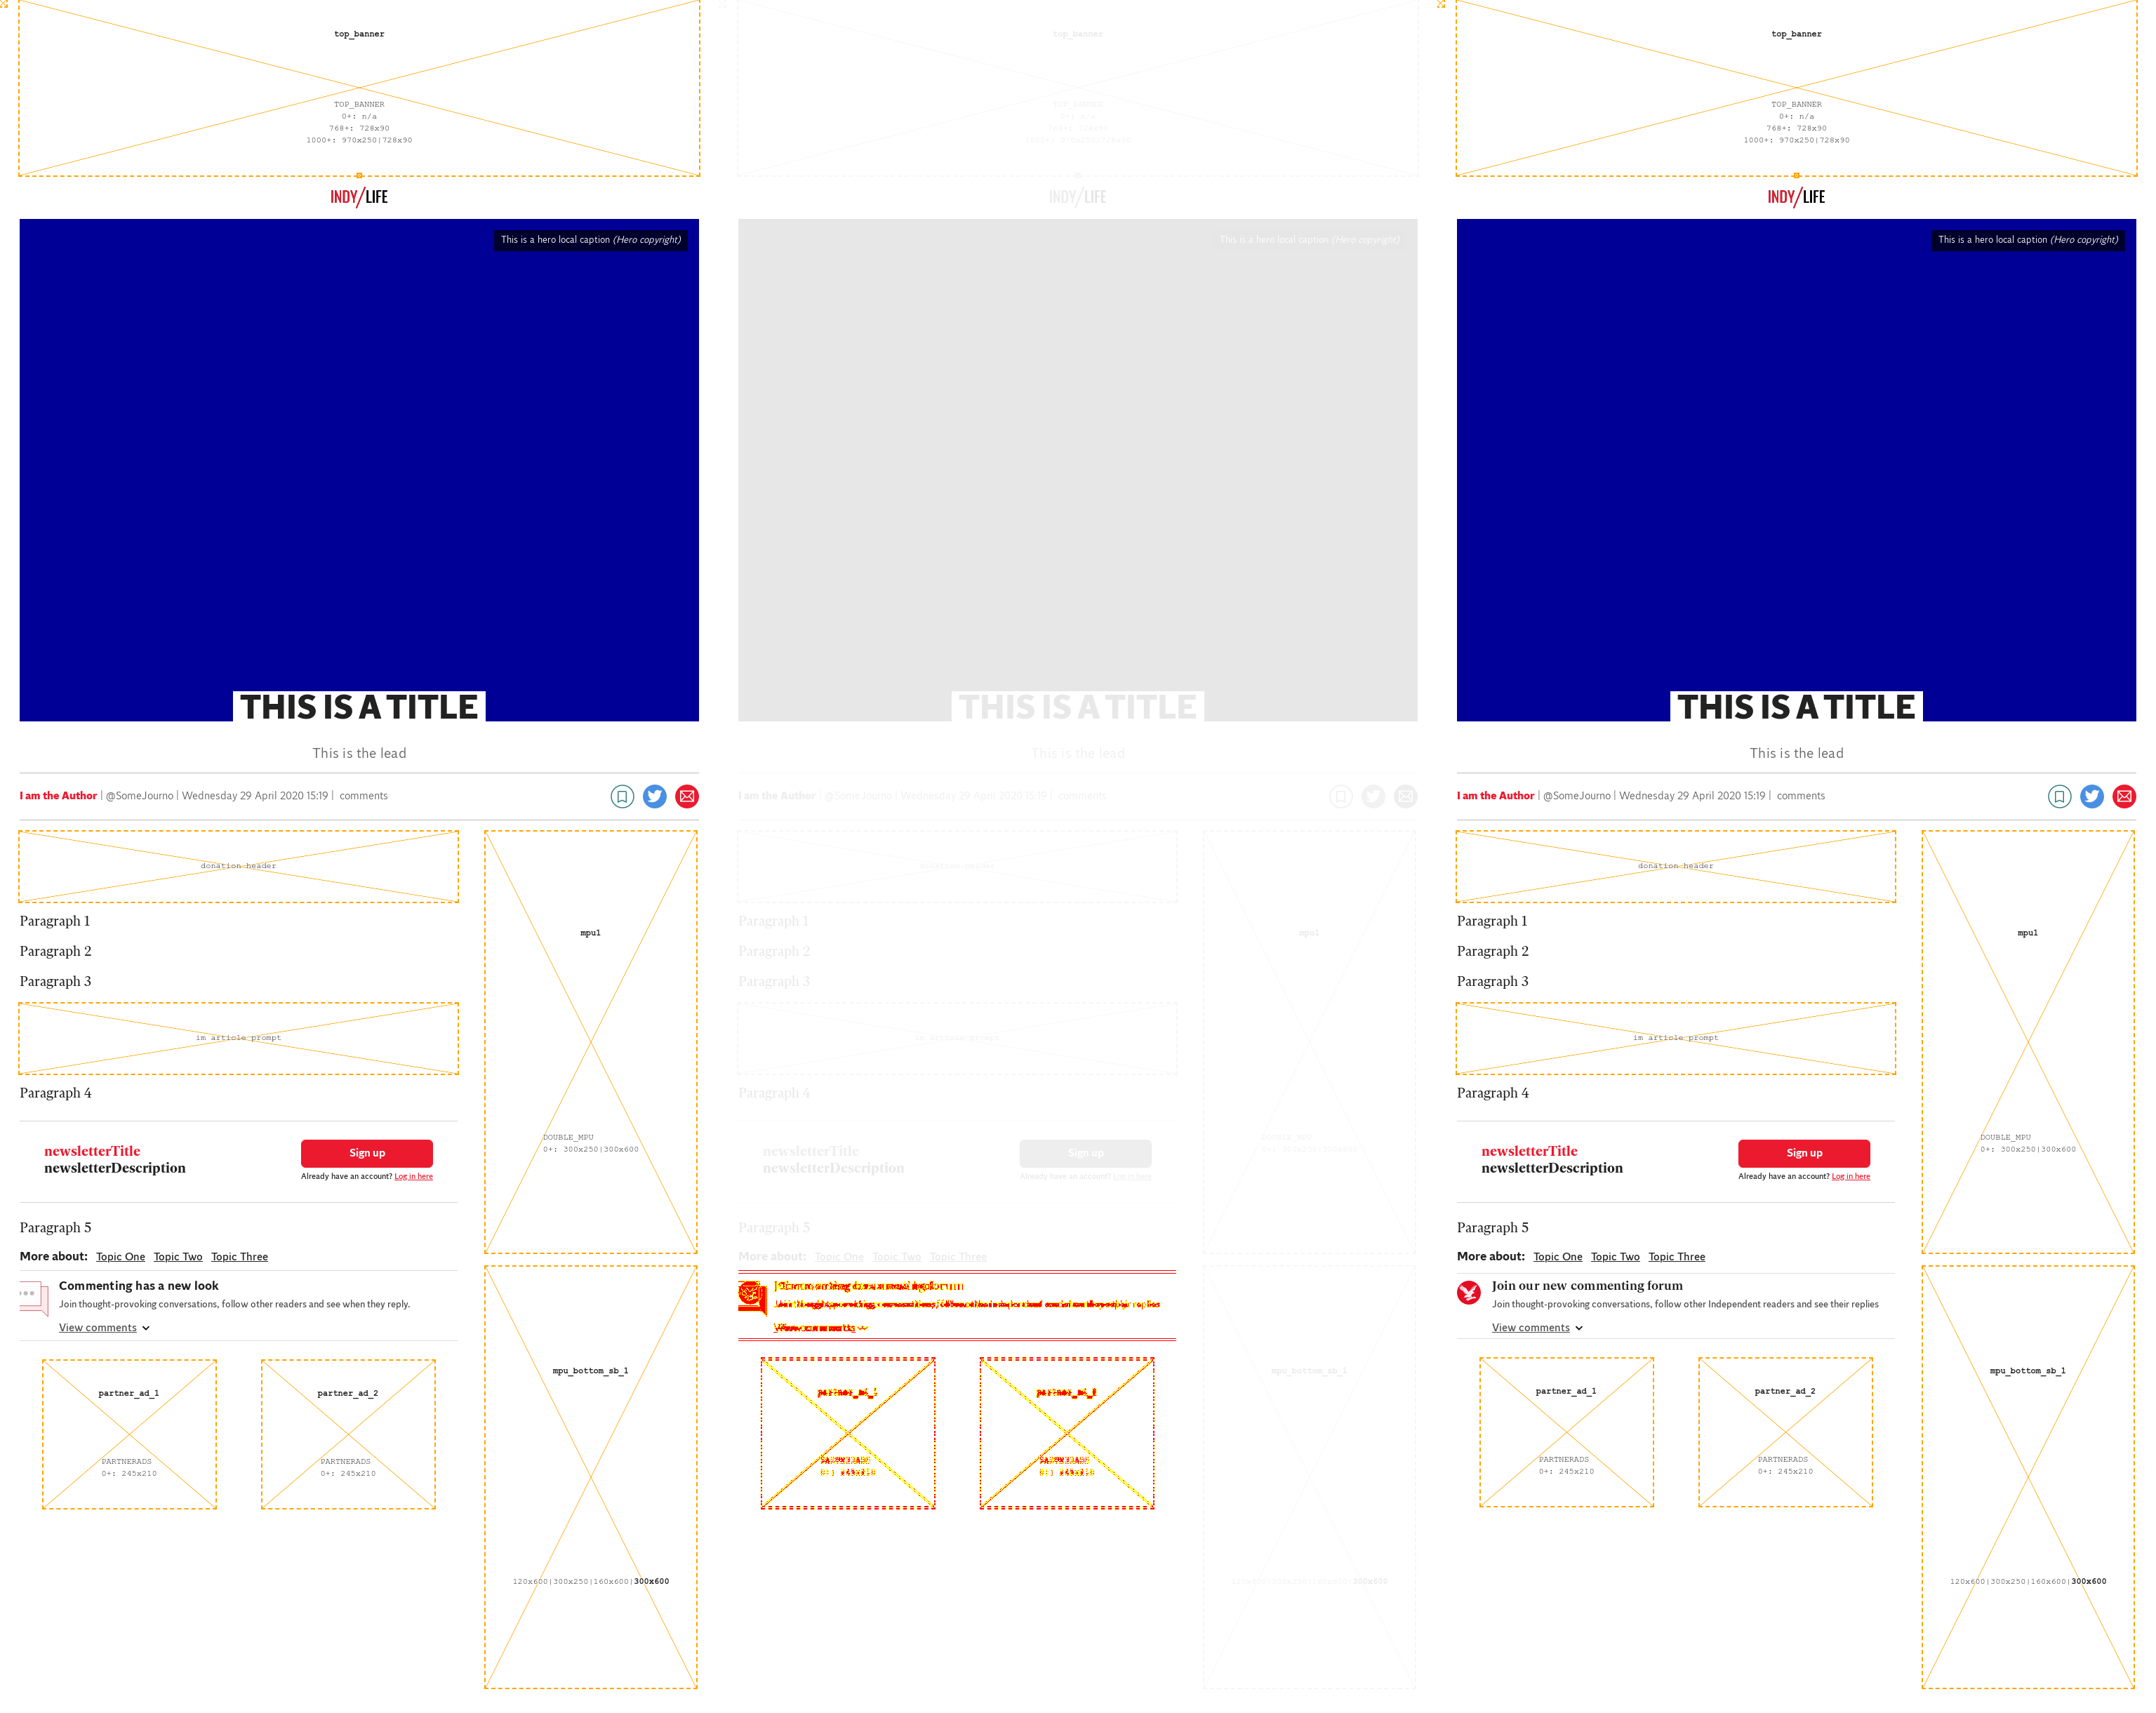 top_banner
TOP_BANNER
0+: n/a
768+: 728x90
1000+: 970x250|728x90
INDY/LIFE
This is a hero local caption (Hero copyright)
THIS IS A TITLE
This is the lead
I am the Author | @SomeJourno | Wednesday 29 April 2020 15:19 | comments
donation header
Paragraph 1
Paragraph 2
Paragraph 3
im article prompt
Paragraph 4
newsletterTitle
newsletterDescription
Sign up
Already have an account? Log in here
Paragraph 5
More about: Topic One Topic Two Topic Three
Commenting has a new look
Join thought-provoking conversations, follow other readers and see when they reply.
View comments
partner_ad_1
PARTNERADS
0+: 245x210
partner_ad_2
PARTNERADS
0+: 245x210
mpu1
DOUBLE_MPU
0+: 300x250|300x600
mpu_bottom_sb_1
120x600|300x250|160x600|300x600
top_banner
TOP_BANNER
0+: n/a
768+: 728x90
1000+: 970x250|728x90
INDY/LIFE
This is a hero local caption (Hero copyright)
THIS IS A TITLE
This is the lead
I am the Author | @SomeJourno | Wednesday 29 April 2020 15:19 | comments
donation header
Paragraph 1
Paragraph 2
Paragraph 3
im article prompt
Paragraph 4
newsletterTitle
newsletterDescription
Sign up
Already have an account? Log in here
Paragraph 5
More about: Topic One Topic Two Topic Three
mpu1
DOUBLE_MPU
0+: 300x250|300x600
mpu_bottom_sb_1
120x600|300x250|160x600|300x600
top_banner
TOP_BANNER
0+: n/a
768+: 728x90
1000+: 970x250|728x90
INDY/LIFE
This is a hero local caption (Hero copyright)
THIS IS A TITLE
This is the lead
I am the Author | @SomeJourno | Wednesday 29 April 2020 15:19 | comments
donation header
Paragraph 1
Paragraph 2
Paragraph 3
im article prompt
Paragraph 4
newsletterTitle
newsletterDescription
Sign up
Already have an account? Log in here
Paragraph 5
More about: Topic One Topic Two Topic Three
Join our new commenting forum
Join thought-provoking conversations, follow other Independent readers and see their replies
View comments
partner_ad_1
PARTNERADS
0+: 245x210
partner_ad_2
PARTNERADS
0+: 245x210
mpu1
DOUBLE_MPU
0+: 300x250|300x600
mpu_bottom_sb_1
120x600|300x250|160x600|300x600